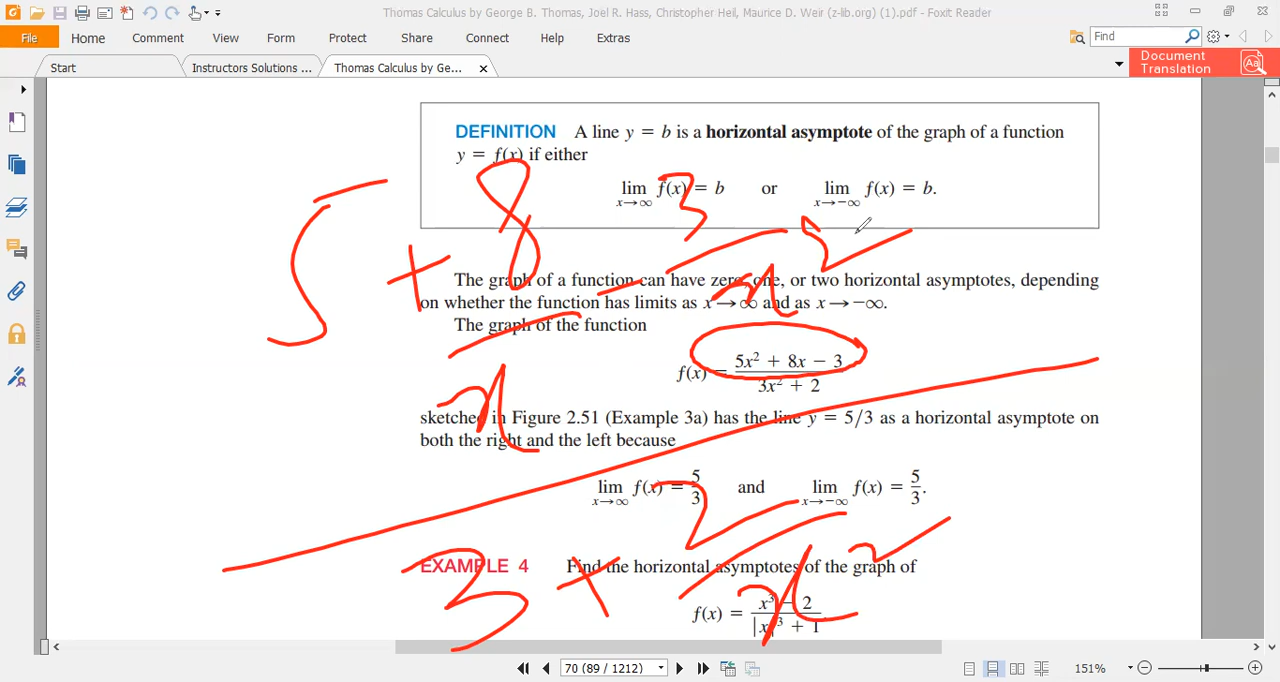 Thomas Calculus by George B. Thomas, Joel R. Hass, Christopher Heil, Maurice D. Weir (z-lib.org) (1).pdf - Foxit Reader
File Home Comment View Form Protect Share Connect Help Extras Find
Start Instructors Solutions ... Thomas Calculus by Ge... Document
Translation
DEFINITION A line y = b is a horizontal asymptote of the graph of a function
y = f(x) if either
lim x→∞ f(x) = b or lim x→−∞ f(x) = b.
The graph of a function can have zero, one, or two horizontal asymptotes, depending
on whether the function has limits as x→∞ and as x→−∞.
The graph of the function
f(x) = (5x² + 8x − 3)/(3x² + 2)
sketched in Figure 2.51 (Example 3a) has the line y = 5/3 as a horizontal asymptote on
both the right and the left because
lim x→∞ f(x) = 5/3 and lim x→−∞ f(x) = 5/3.
EXAMPLE 4 Find the horizontal asymptotes of the graph of
f(x) = (x³ − 2)/(|x|³ + 1)
5 + 8/x − 3/x²
3 + 2/x²
70 (89 / 1212) 151%